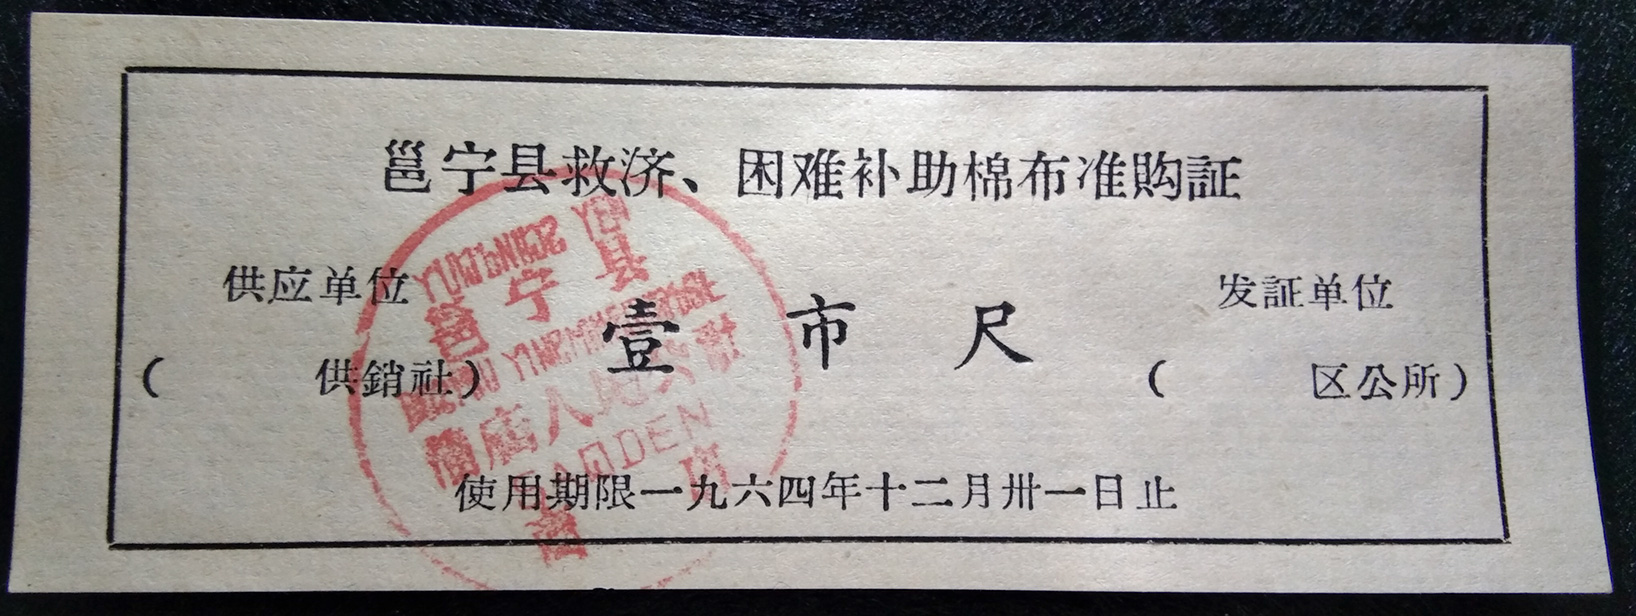 邕宁县救济、困难补助棉布准購証
供应单位
发証单位
壹 市 尺
( 供銷社)
( 区公所)
使用期限一九六四年十二月卅一日止
邕宁县